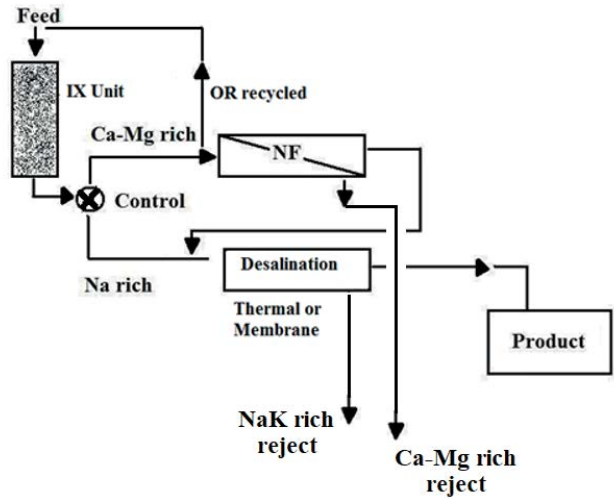 Feed
IX Unit
OR recycled
Ca-Mg rich
NF
Control
Na rich
Desalination
Thermal or
Membrane
Product
NaK rich
reject
Ca-Mg rich
reject